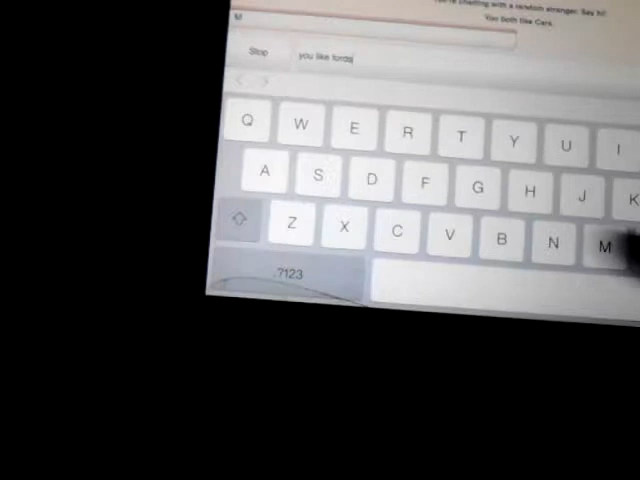 You're chatting with a random stranger. Say hi!
You both like Cars.
M
Stop
you like fords
Q W E R T Y U I
A S D F G H J K
Z X C V B N M
.?123